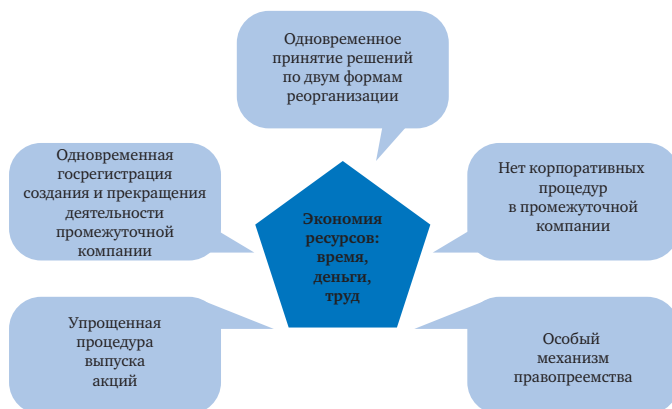 Одновременное
принятие решений
по двум формам
реорганизации
Одновременная
госрегистрация
создания и прекращения
деятельности
промежуточной
компании
Нет корпоративных
процедур
в промежуточной
компании
Экономия
ресурсов:
время,
деньги,
труд
Упрощенная
процедура
выпуска
акций
Особый
механизм
правопреемства